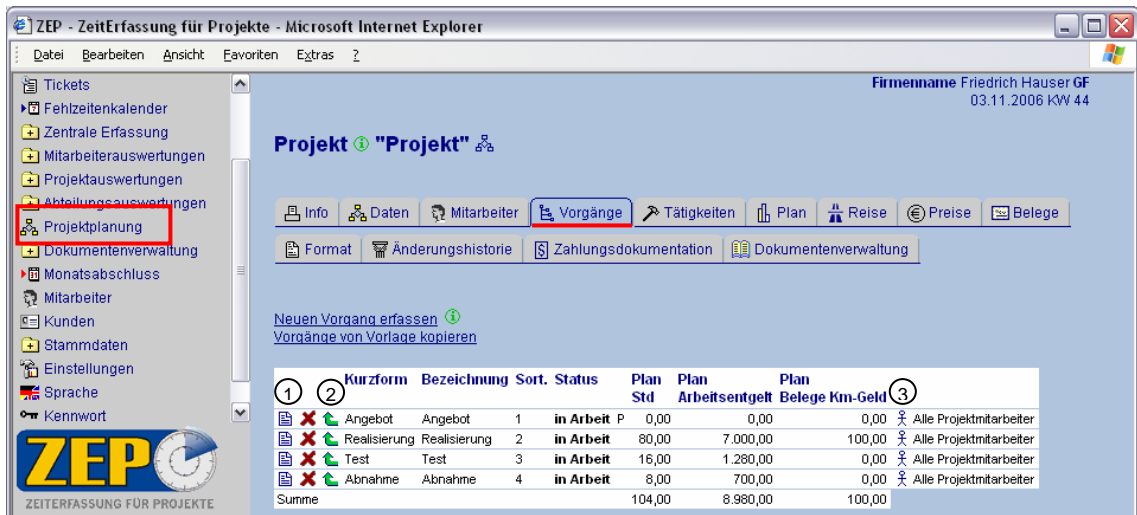 ZEP - ZeitErfassung für Projekte - Microsoft Internet Explorer
Datei Bearbeiten Ansicht Favoriten Extras ?
Tickets
Fehlzeitenkalender
Zentrale Erfassung
Mitarbeiterauswertungen
Projektauswertungen
Abteilungsauswertungen
Projektplanung
Dokumentenverwaltung
Monatsabschluss
Mitarbeiter
Kunden
Stammdaten
Einstellungen
Sprache
Kennwort
ZEP
ZEITERFASSUNG FÜR PROJEKTE
Firmenname Friedrich Hauser GF
03.11.2006 KW 44
Projekt "Projekt"
Info Daten Mitarbeiter Vorgänge Tätigkeiten Plan Reise Preise Belege
Format Änderungshistorie Zahlungsdokumentation Dokumentenverwaltung
Neuen Vorgang erfassen
Vorgänge von Vorlage kopieren
1 2 Kurzform Bezeichnung Sort. Status Plan Std Plan Arbeitsentgelt Plan Belege Km-Geld 3
Angebot Angebot 1 in Arbeit P 0,00 0,00 0,00 Alle Projektmitarbeiter
Realisierung Realisierung 2 in Arbeit 80,00 7.000,00 100,00 Alle Projektmitarbeiter
Test Test 3 in Arbeit 16,00 1.280,00 0,00 Alle Projektmitarbeiter
Abnahme Abnahme 4 in Arbeit 8,00 700,00 0,00 Alle Projektmitarbeiter
Summe 104,00 8.980,00 100,00